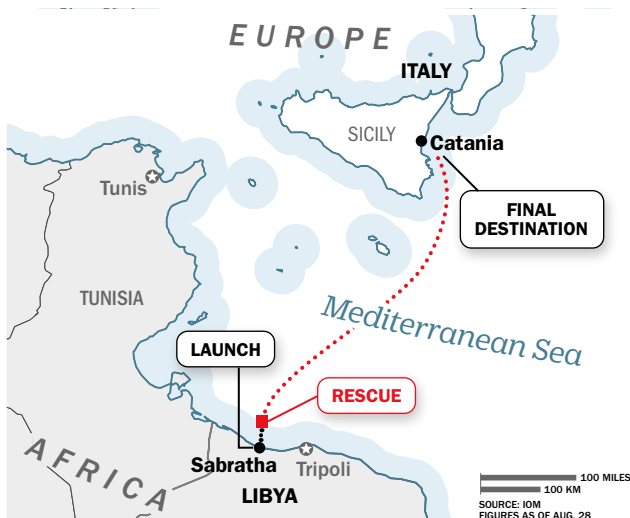 EUROPE
ITALY
SICILY
Catania
Tunis
FINAL
DESTINATION
TUNISIA
Mediterranean Sea
LAUNCH
RESCUE
AFRICA
Sabratha
Tripoli
LIBYA
100 MILES
100 KM
SOURCE: IOM
FIGURES AS OF AUG. 28